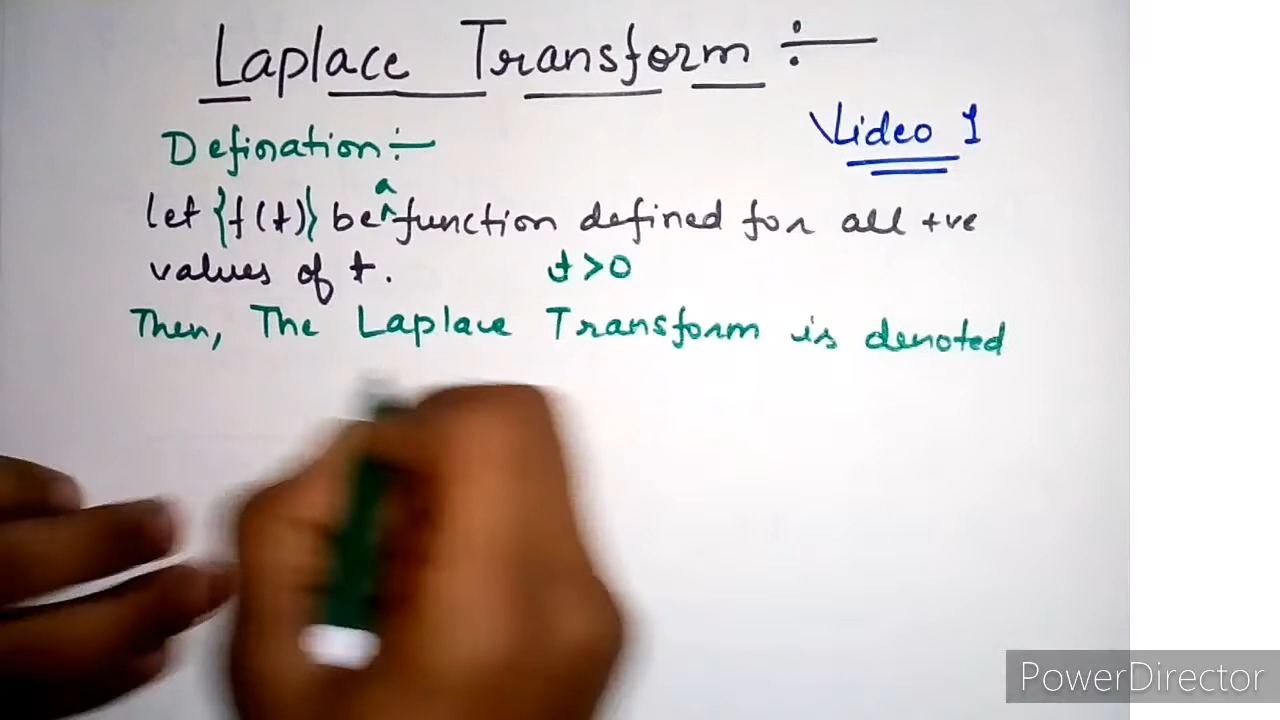 Laplace Transform :-
Defination :-
Video 1
let {f(t)} be a function defined for all +ve
values of t. t>0
Then, The Laplace Transform is denoted
PowerDirector